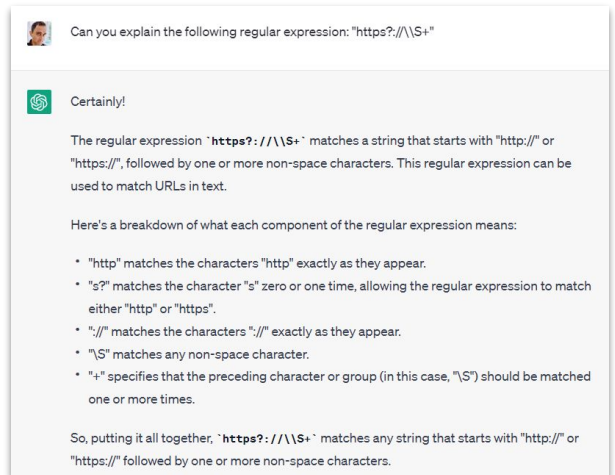 Can you explain the following regular expression: "https?://\\S+"
Certainly!
The regular expression `https?://\\S+` matches a string that starts with "http://" or
"https://", followed by one or more non-space characters. This regular expression can be
used to match URLs in text.
Here's a breakdown of what each component of the regular expression means:
• "http" matches the characters "http" exactly as they appear.
• "s?" matches the character "s" zero or one time, allowing the regular expression to match
either "http" or "https".
• "://" matches the characters "://" exactly as they appear.
• "\S" matches any non-space character.
• "+" specifies that the preceding character or group (in this case, "\S") should be matched
one or more times.
So, putting it all together, `https?://\\S+` matches any string that starts with "http://" or
"https://" followed by one or more non-space characters.